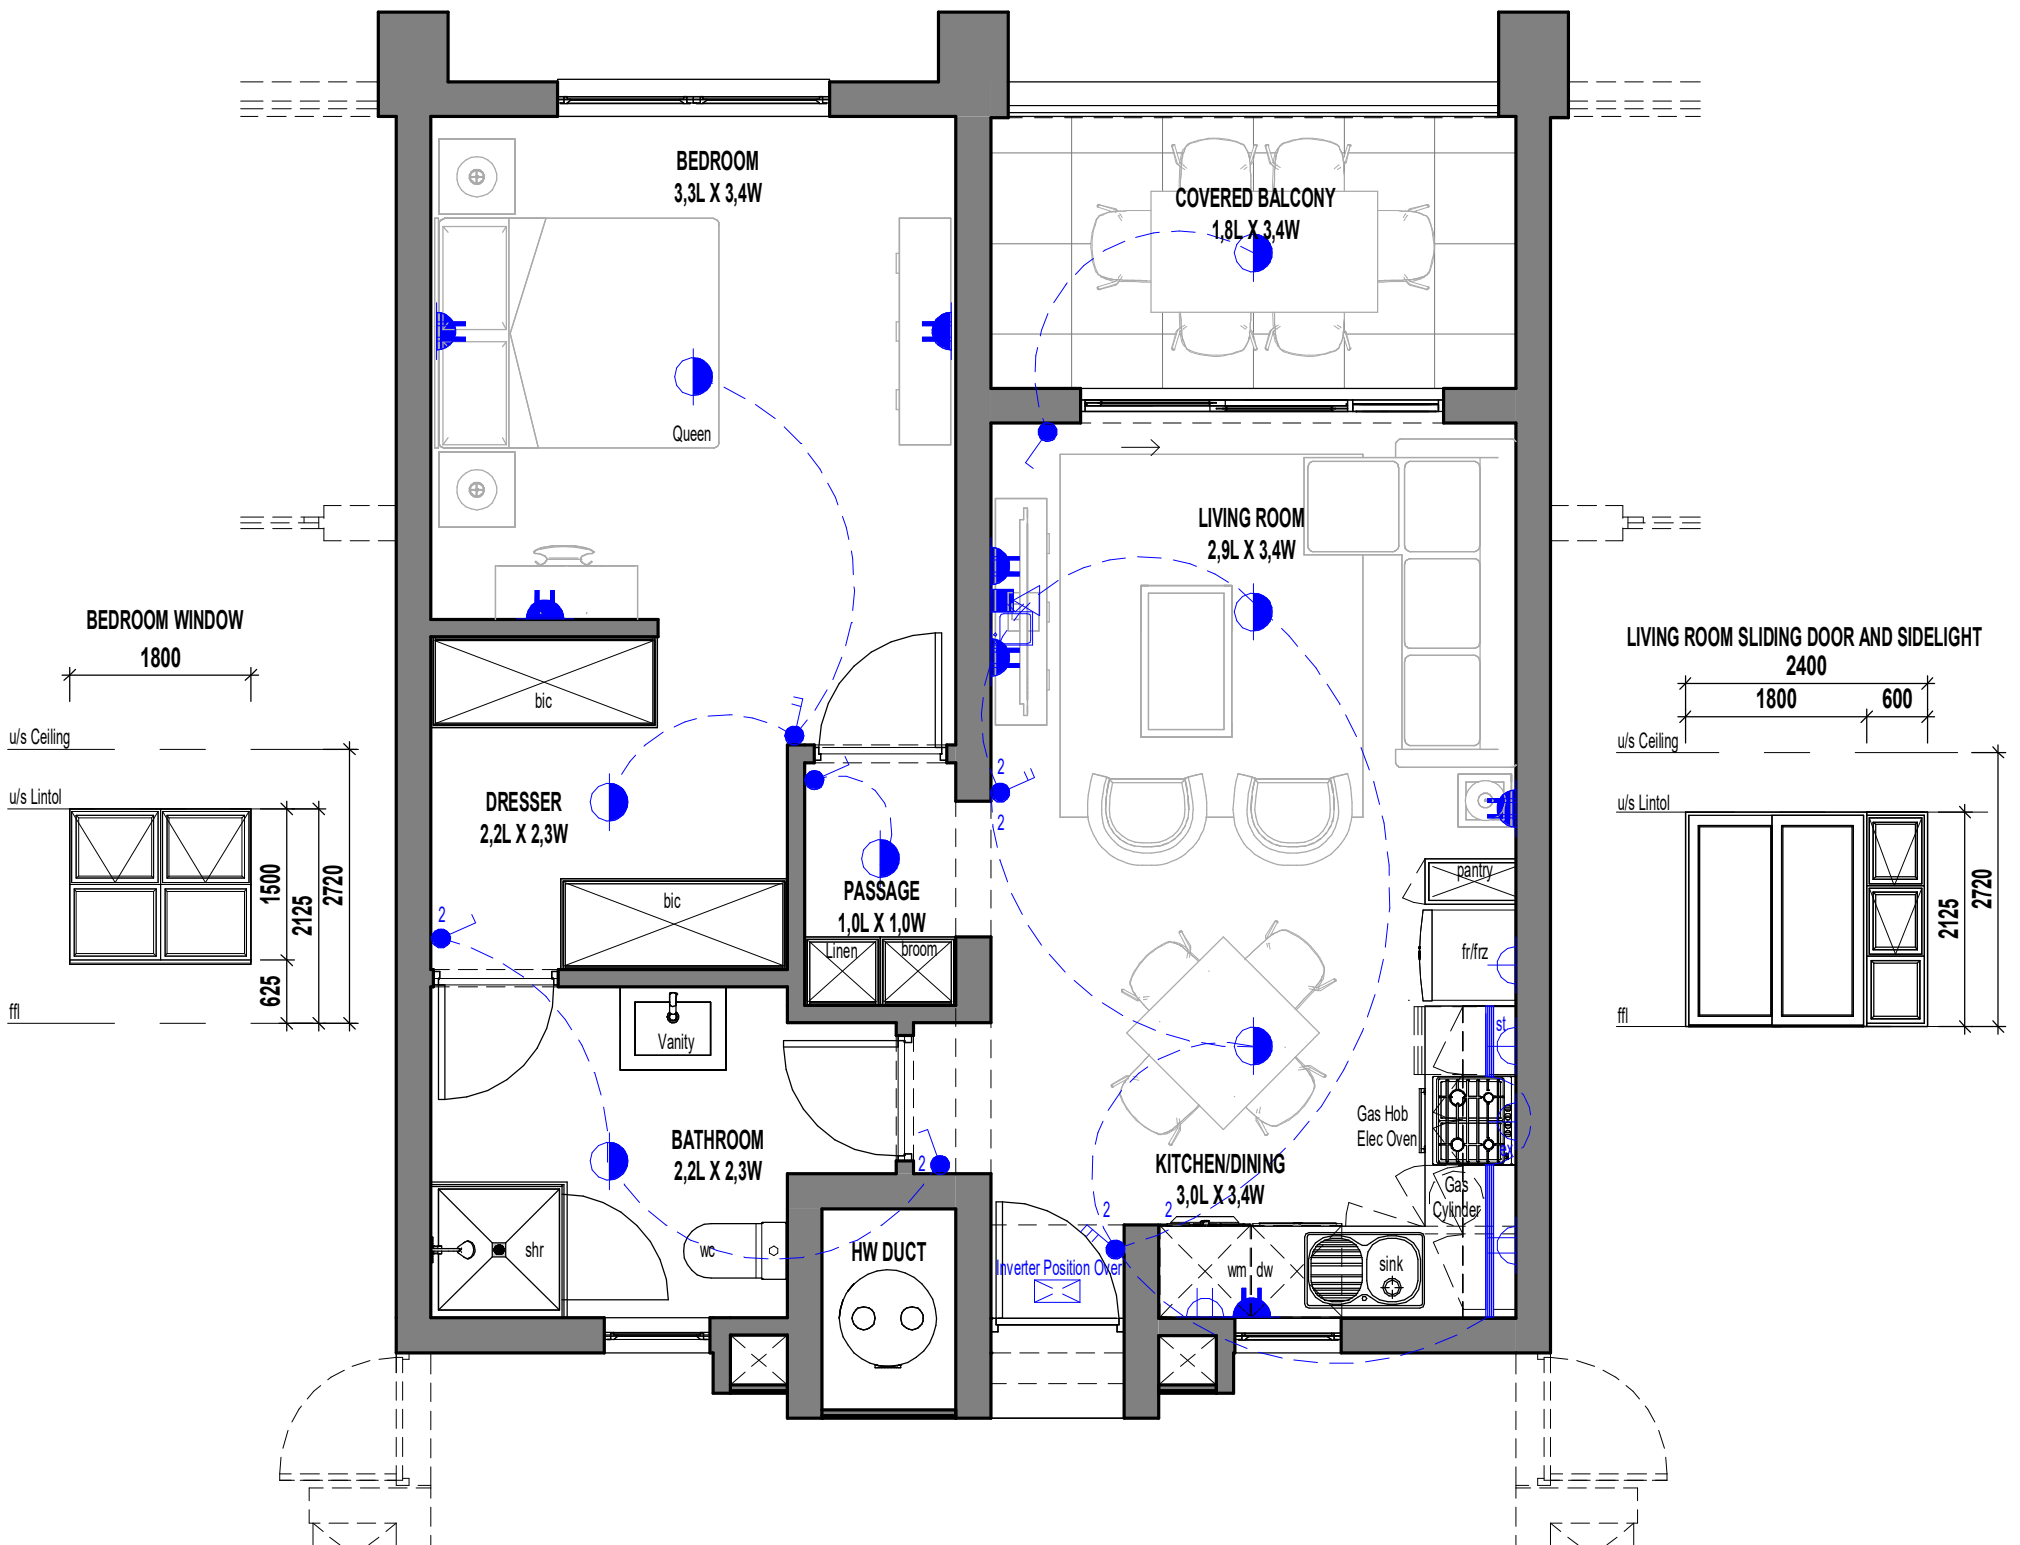 BEDROOM
3,3L X 3,4W
COVERED BALCONY
1,8L X 3,4W
Queen
LIVING ROOM
2,9L X 3,4W
BEDROOM WINDOW
1800
u/s Ceiling
u/s Lintol
ffl
1500
2125
2720
625
LIVING ROOM SLIDING DOOR AND SIDELIGHT
2400
1800
600
u/s Ceiling
u/s Lintol
ffl
2125
2720
bic
DRESSER
2,2L X 2,3W
bic
2
PASSAGE
1,0L X 1,0W
Linen
broom
2
2
pantry
fr/frz
st
Vanity
BATHROOM
2,2L X 2,3W
2
shr
wc
HW DUCT
Gas Hob
Elec Oven
ex
KITCHEN/DINING
3,0L X 3,4W
Gas
Cylinder
2
2
Inverter Position Over
wm
dw
sink